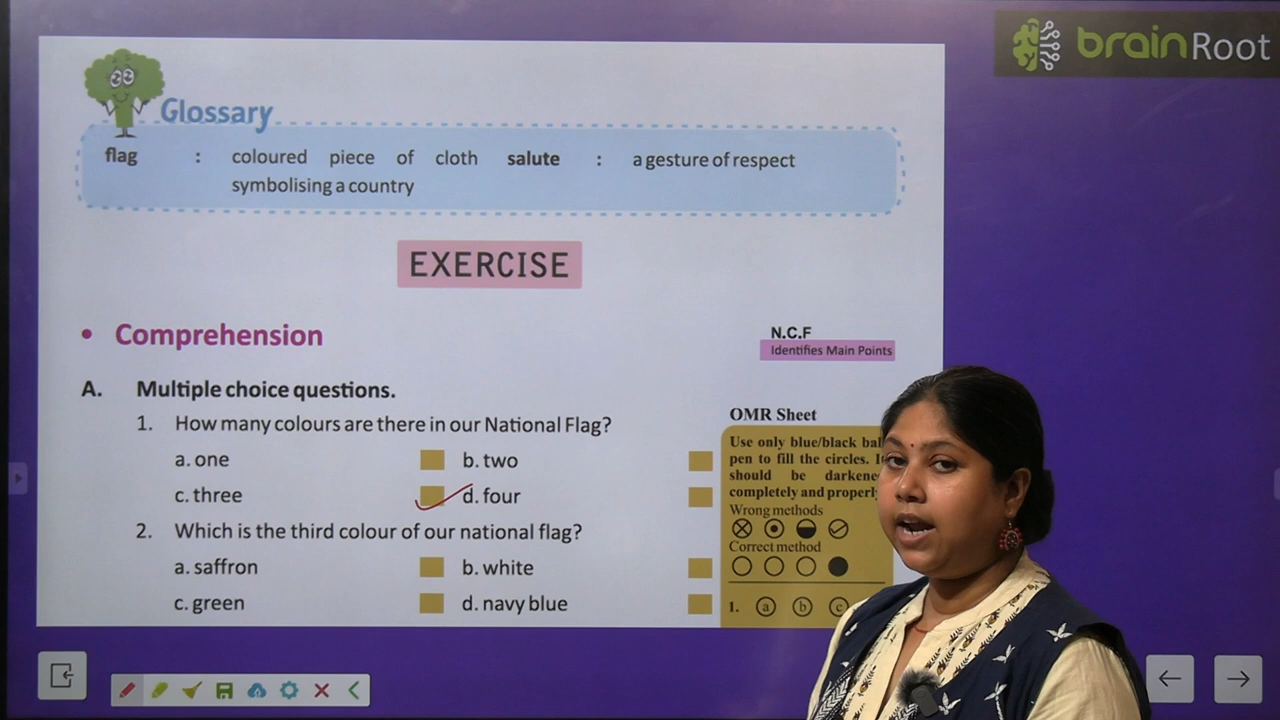 brainRoot
Glossary
flag : coloured piece of cloth salute : a gesture of respect
symbolising a country
EXERCISE
• Comprehension
N.C.F
Identifies Main Points
A. Multiple choice questions.
1. How many colours are there in our National Flag?
a. one b. two
c. three d. four
2. Which is the third colour of our national flag?
a. saffron b. white
c. green d. navy blue
OMR Sheet
Use only blue/black
pen to fill the circles.
should be
completely and
Wrong methods
Correct method
1. a b c